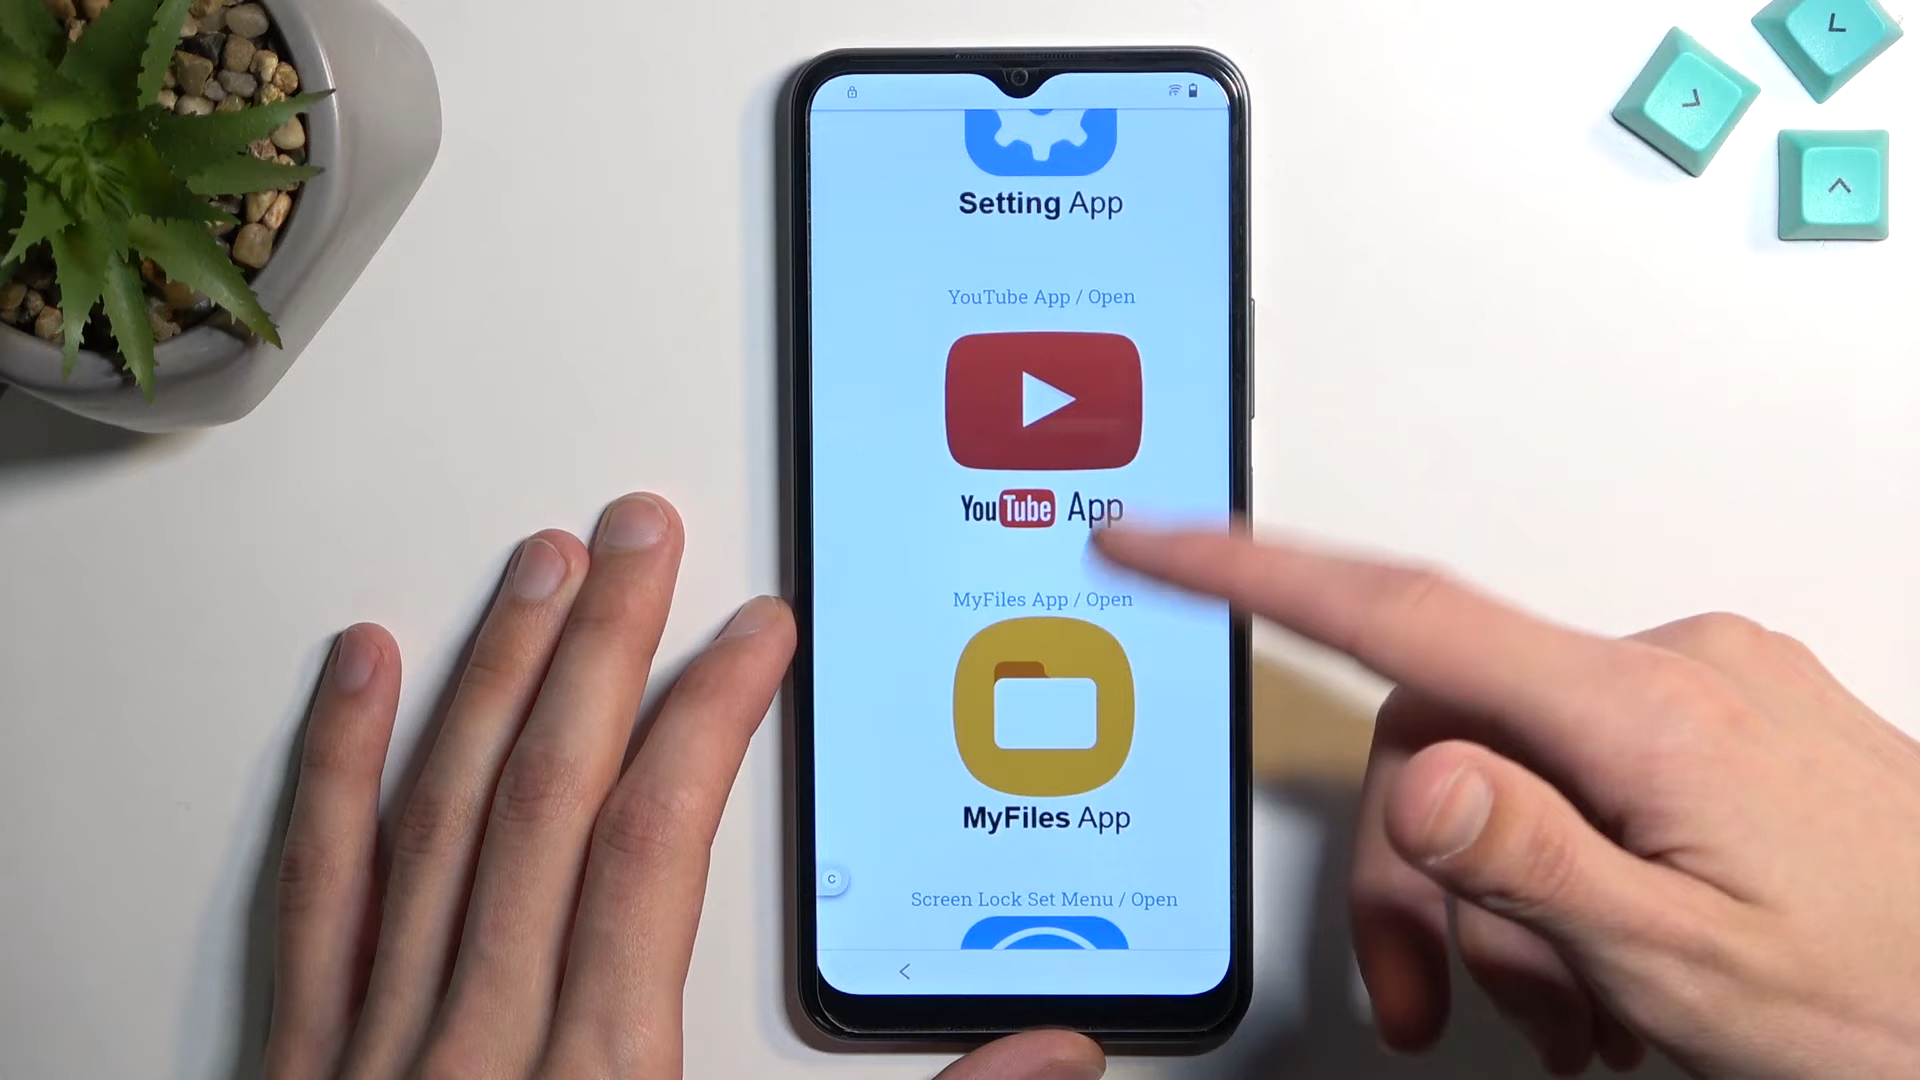 Setting App
YouTube App / Open
YouTube App
MyFiles App / Open
MyFiles App
C
Screen Lock Set Menu / Open